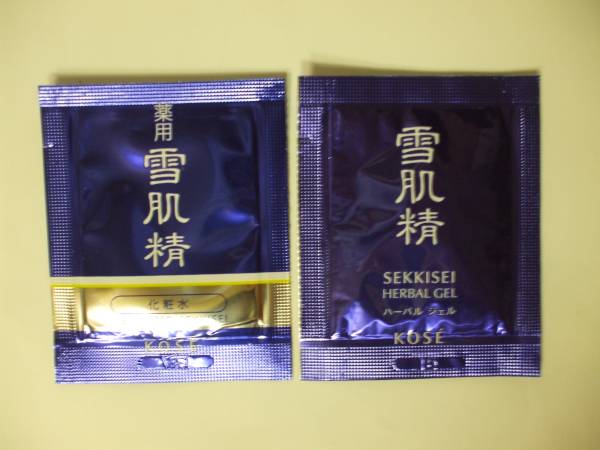 薬用
雪肌精
化粧水
KOSÉ
雪肌精
SEKKISEI
HERBAL GEL
ハーバル ジェル
KOSÉ